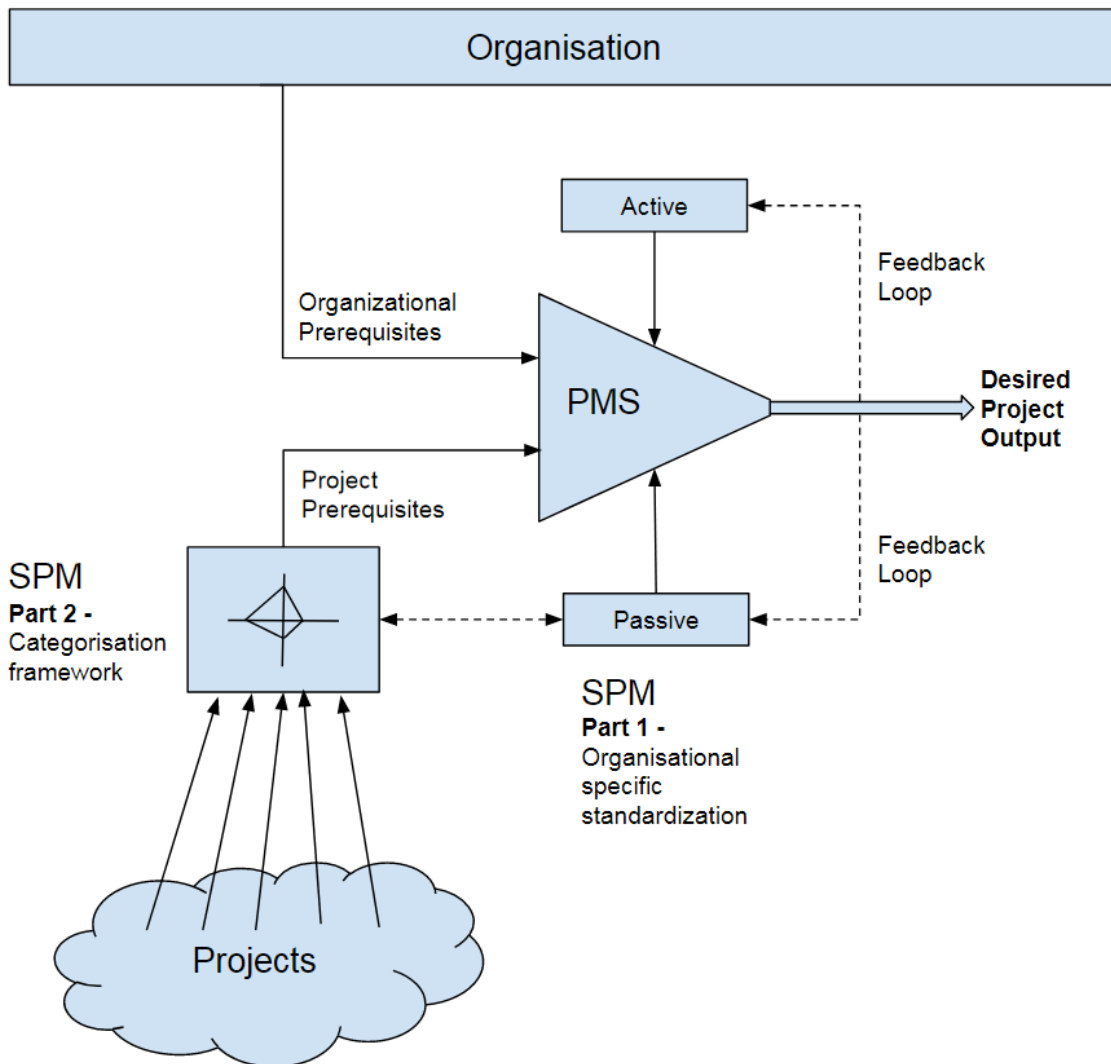 Organisation
Active
Feedback
Loop
Organizational
Prerequisites
PMS
Desired
Project
Output
Project
Prerequisites
Feedback
Loop
SPM
Part 2 -
Categorisation
framework
Passive
SPM
Part 1 -
Organisational
specific
standardization
Projects